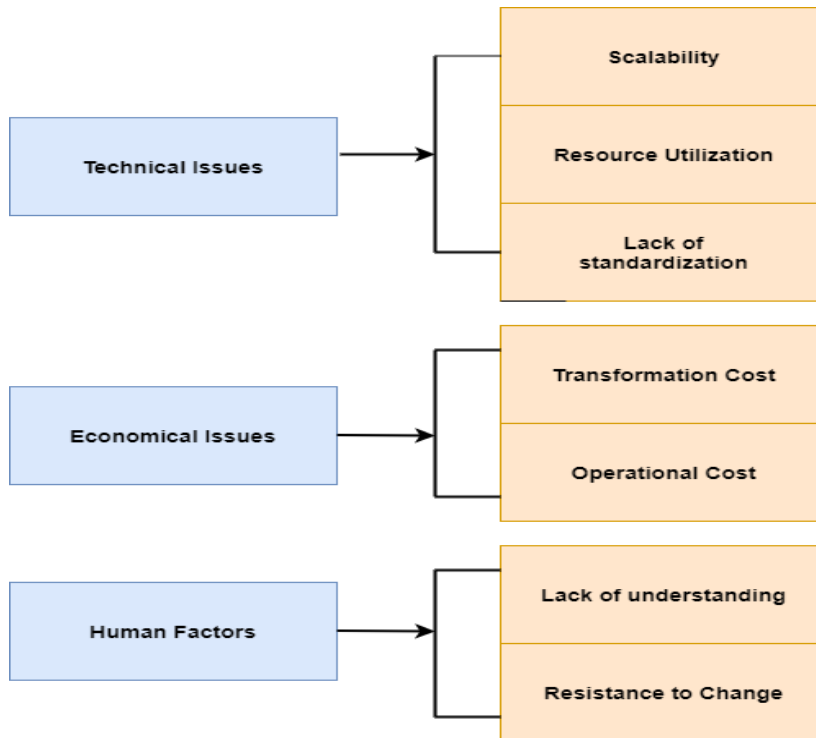 Technical Issues
Scalability
Resource Utilization
Lack of
standardization
Economical Issues
Transformation Cost
Operational Cost
Human Factors
Lack of understanding
Resistance to Change